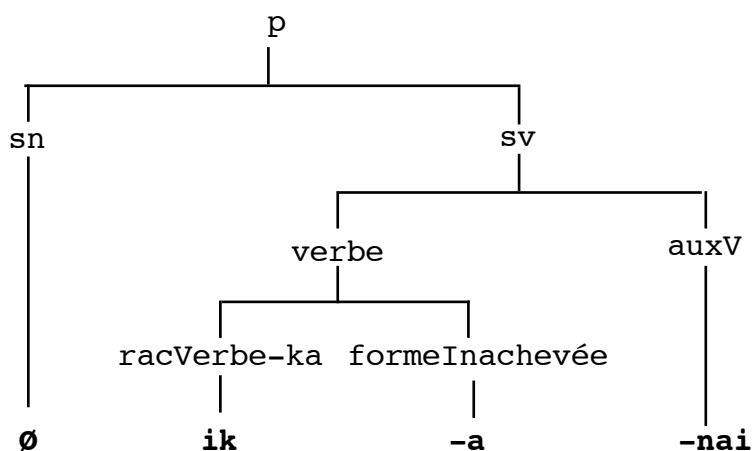 p
sn sv
verbe auxV
racVerbe-ka formeInachevée
Ø ik -a -nai